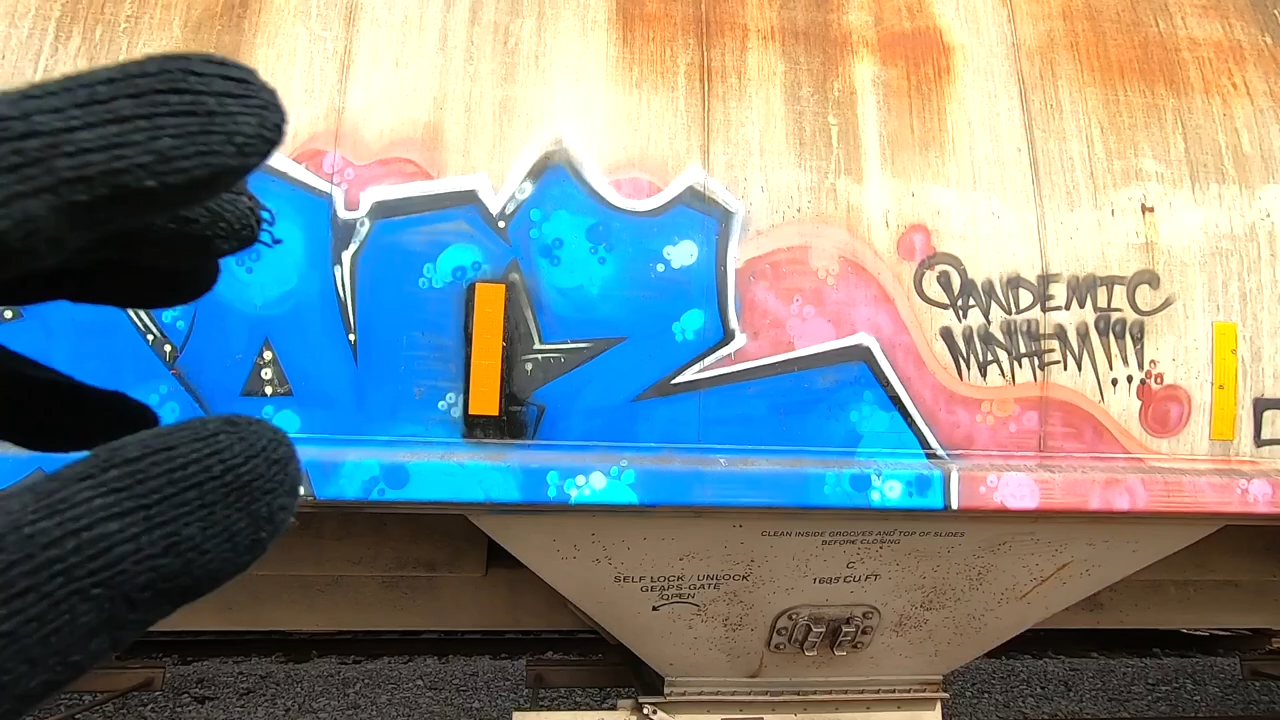 PANDEMIC
MAYHEM!!!
CLEAN INSIDE GROOVES AND TOP OF SLIDES
BEFORE CLOSING
C
1635 CU FT
SELF LOCK / UNLOCK
GEAPS-GATE
OPEN